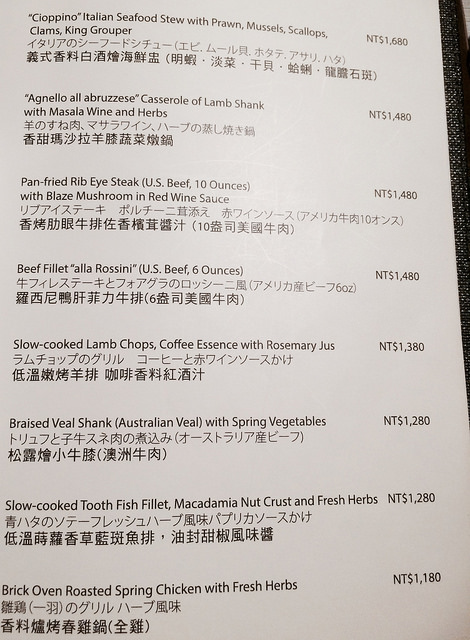 "Cioppino" Italian Seafood Stew with Prawn, Mussels, Scallops,
Clams, King Grouper NT$1,680
イタリアのシーフードシチュー(エビ、ムール貝、ホタテ、アサリ、ハタ)
義式香料白酒燴海鮮盅(明蝦・淡菜・干貝・蛤蜊・龍膽石斑)
"Agnello all abruzzese" Casserole of Lamb Shank
with Masala Wine and Herbs NT$1,480
羊のすね肉、マサラワイン、ハーブの蒸し焼き鍋
香甜瑪沙拉羊膝蔬菜燉鍋
Pan-fried Rib Eye Steak (U.S. Beef, 10 Ounces)
with Blaze Mushroom in Red Wine Sauce NT$1,480
リブアイステーキ ポルチーニ茸添え 赤ワインソース(アメリカ牛肉10オンス)
香烤肋眼牛排佐香檳茸醬汁(10盎司美國牛肉)
Beef Fillet "alla Rossini" (U.S. Beef, 6 Ounces) NT$1,480
牛フィレステーキとフォアグラのロッシーニ風(アメリカ産ビーフ6oz)
羅西尼鴨肝菲力牛排(6盎司美國牛肉)
Slow-cooked Lamb Chops, Coffee Essence with Rosemary Jus NT$1,380
ラムチョップのグリル コーヒーと赤ワインソースかけ
低溫嫩烤羊排 咖啡香料紅酒汁
Braised Veal Shank (Australian Veal) with Spring Vegetables NT$1,280
トリュフと子牛スネ肉の煮込み(オーストラリア産ビーフ)
松露燴小牛膝(澳洲牛肉)
Slow-cooked Tooth Fish Fillet, Macadamia Nut Crust and Fresh Herbs NT$1,280
青ハタのソテーフレッシュハーブ風味パプリカソースかけ
低溫蒔蘿香草藍斑魚排,油封甜椒風味醬
Brick Oven Roasted Spring Chicken with Fresh Herbs NT$1,180
雛鶏(一羽)のグリル ハーブ風味
香料爐烤春雞鍋(全雞)